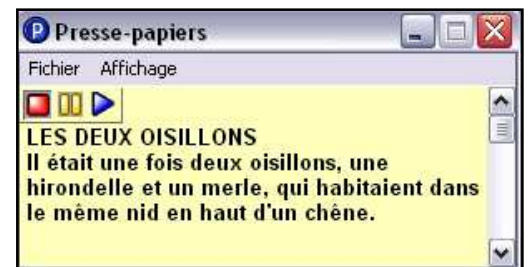 Presse-papiers
Fichier Affichage
LES DEUX OISILLONS
Il était une fois deux oisillons, une
hirondelle et un merle, qui habitaient dans
le même nid en haut d'un chêne.